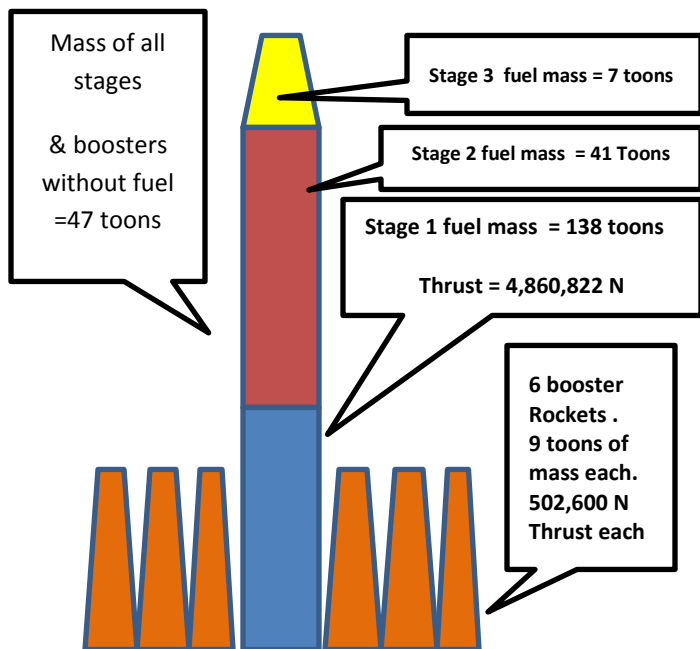 Mass of all
stages
& boosters
without fuel
=47 toons
Stage 3 fuel mass = 7 toons
Stage 2 fuel mass = 41 Toons
Stage 1 fuel mass = 138 toons
Thrust = 4,860,822 N
6 booster
Rockets .
9 toons of
mass each.
502,600 N
Thrust each